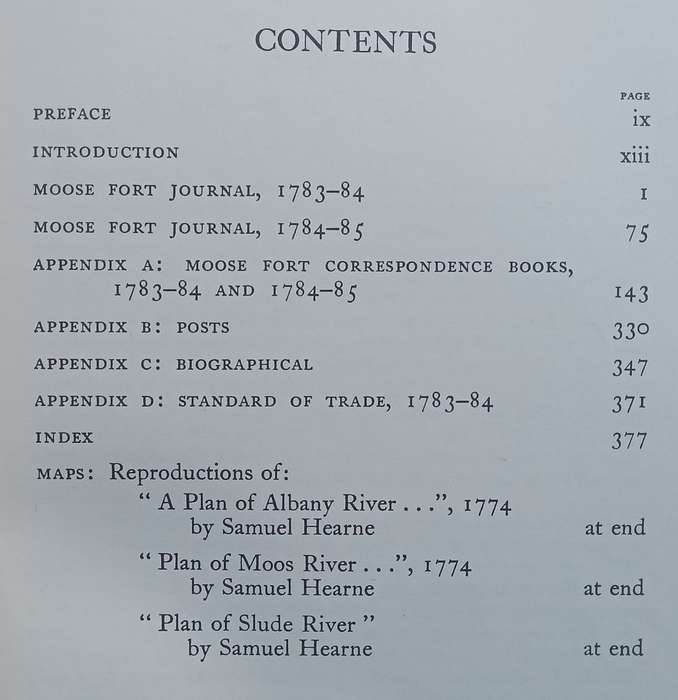 CONTENTS
PAGE
PREFACE ix
INTRODUCTION xiii
MOOSE FORT JOURNAL, 1783–84 1
MOOSE FORT JOURNAL, 1784–85 75
APPENDIX A: MOOSE FORT CORRESPONDENCE BOOKS,
1783–84 AND 1784–85 143
APPENDIX B: POSTS 330
APPENDIX C: BIOGRAPHICAL 347
APPENDIX D: STANDARD OF TRADE, 1783–84 371
INDEX 377
MAPS: Reproductions of:
“ A Plan of Albany River . . .”, 1774
by Samuel Hearne at end
“ Plan of Moos River . . .”, 1774
by Samuel Hearne at end
“ Plan of Slude River ”
by Samuel Hearne at end